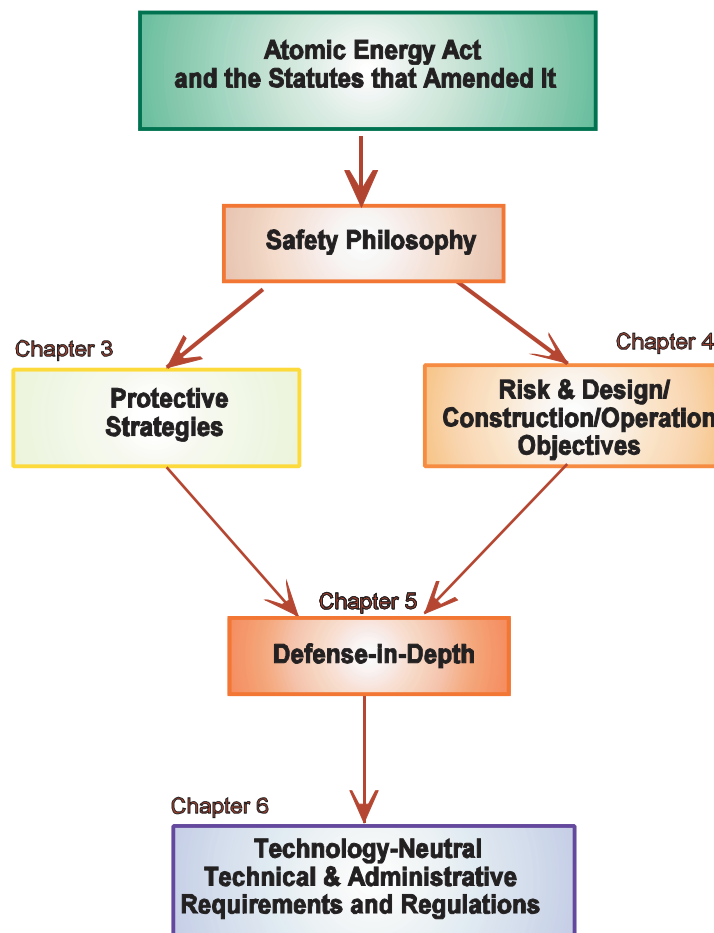 Atomic Energy Act
and the Statutes that Amended It
Safety Philosophy
Chapter 3
Protective
Strategies
Chapter 4
Risk & Design/
Construction/Operation
Objectives
Chapter 5
Defense-in-Depth
Chapter 6
Technology-Neutral
Technical & Administrative
Requirements and Regulations